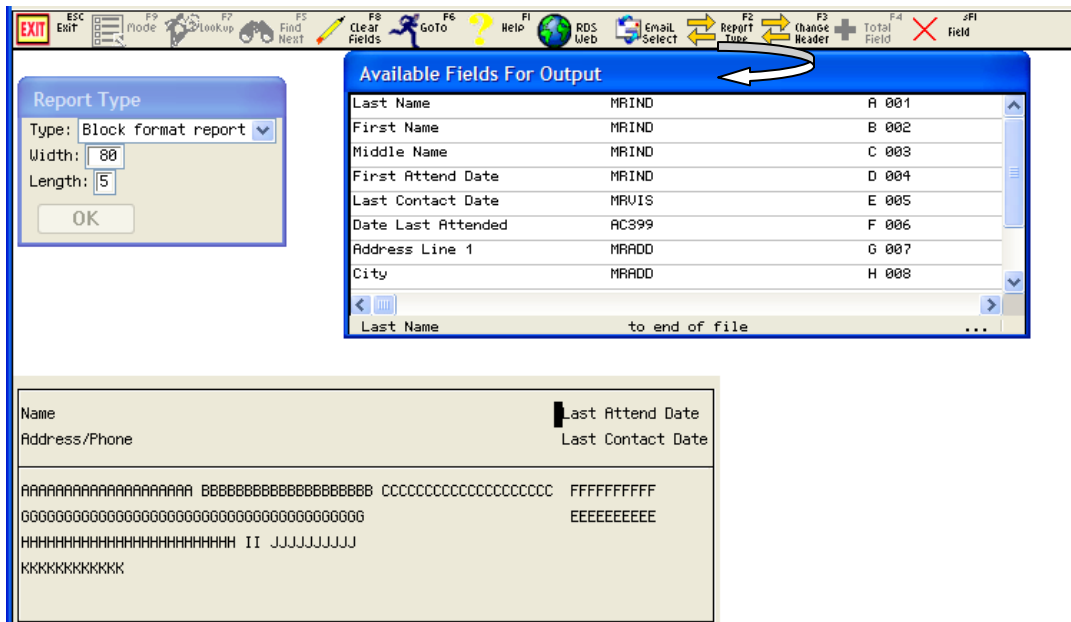 EXIT ESC Exit F9 Mode F7 Lookup F5 Find Next F8 Clear Fields F6 GoTo F1 Help RDS Web Email Select F2 Report Type F3 Change Header F4 Total Field sF1 Field
Available Fields For Output
Report Type
Type: Block format report
Width: 80
Length: 5
OK
Last Name MRIND A 001
First Name MRIND B 002
Middle Name MRIND C 003
First Attend Date MRIND D 004
Last Contact Date MRVIS E 005
Date Last Attended AC399 F 006
Address Line 1 MRADD G 007
City MRADD H 008
Last Name to end of file ...
Name Last Attend Date
Address/Phone Last Contact Date
AAAAAAAAAAAAAAAAAAAA BBBBBBBBBBBBBBBBBBBB CCCCCCCCCCCCCCCCCCCC FFFFFFFFFF
GGGGGGGGGGGGGGGGGGGGGGGGGGGGGGGGGGGGGGGG EEEEEEEEEE
HHHHHHHHHHHHHHHHHHHHHHHHH II JJJJJJJJJJ
KKKKKKKKKKKK